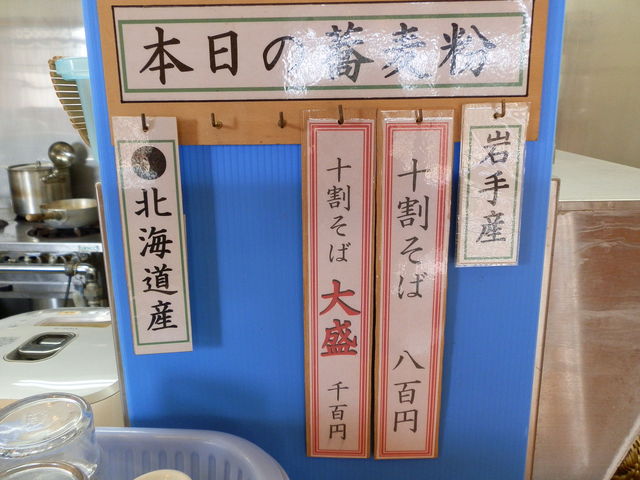 本日の蕎麦粉
岩手産
十割そば 八百円
十割そば 大盛 千百円
北海道産